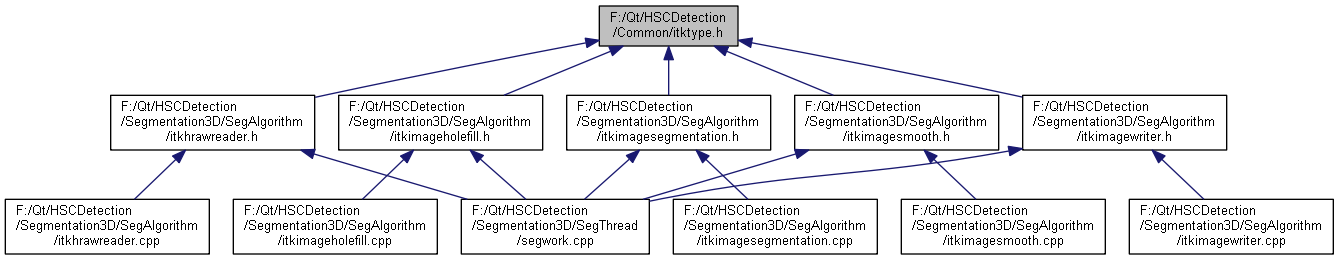 F:/Qt/HSCDetection
/Common/itktype.h
F:/Qt/HSCDetection
/Segmentation3D/SegAlgorithm
/itkhrawreader.h
F:/Qt/HSCDetection
/Segmentation3D/SegAlgorithm
/itkimageholefill.h
F:/Qt/HSCDetection
/Segmentation3D/SegAlgorithm
/itkimagesegmentation.h
F:/Qt/HSCDetection
/Segmentation3D/SegAlgorithm
/itkimagesmooth.h
F:/Qt/HSCDetection
/Segmentation3D/SegAlgorithm
/itkimagewriter.h
F:/Qt/HSCDetection
/Segmentation3D/SegAlgorithm
/itkhrawreader.cpp
F:/Qt/HSCDetection
/Segmentation3D/SegAlgorithm
/itkimageholefill.cpp
F:/Qt/HSCDetection
/Segmentation3D/SegThread
/segwork.cpp
F:/Qt/HSCDetection
/Segmentation3D/SegAlgorithm
/itkimagesegmentation.cpp
F:/Qt/HSCDetection
/Segmentation3D/SegAlgorithm
/itkimagesmooth.cpp
F:/Qt/HSCDetection
/Segmentation3D/SegAlgorithm
/itkimagewriter.cpp